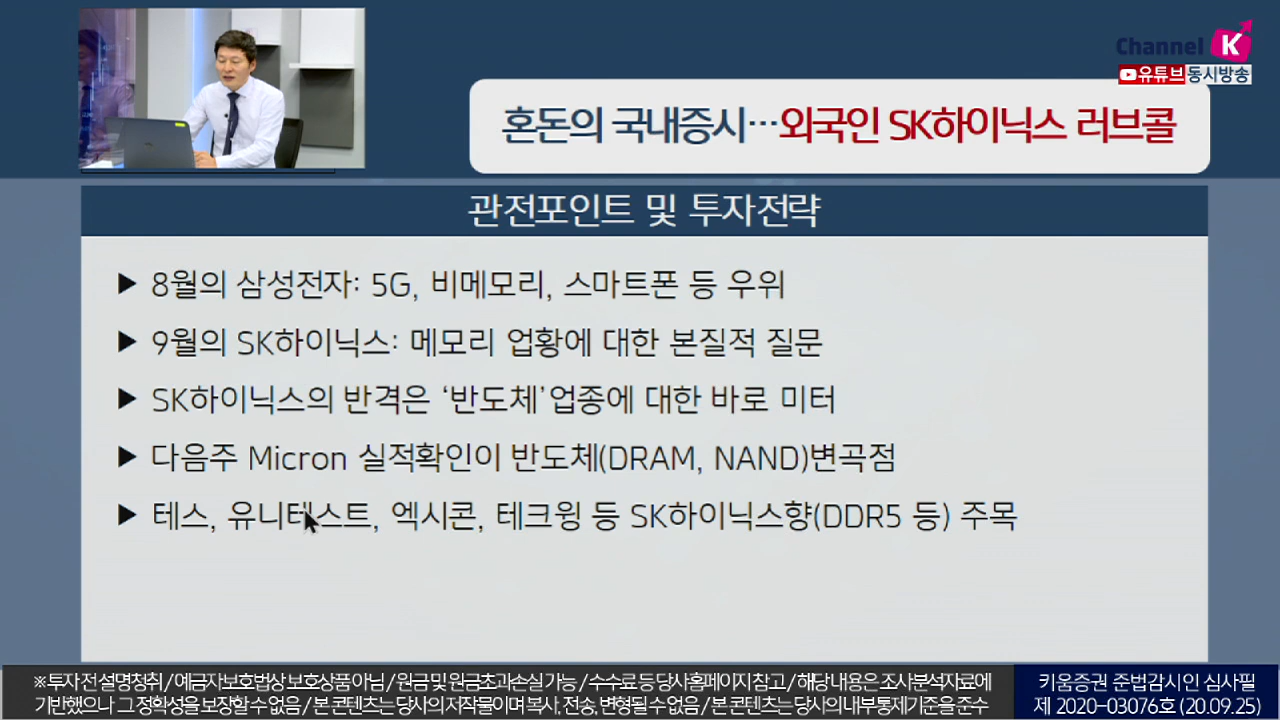 Channel K
유튜브동시방송
혼돈의 국내증시…외국인 SK하이닉스 러브콜
관전포인트 및 투자전략
▶ 8월의 삼성전자: 5G, 비메모리, 스마트폰 등 우위
▶ 9월의 SK하이닉스: 메모리 업황에 대한 본질적 질문
▶ SK하이닉스의 반격은 ‘반도체’업종에 대한 바로 미터
▶ 다음주 Micron 실적확인이 반도체(DRAM, NAND)변곡점
▶ 테스, 유니테스트, 엑시콘, 테크윙 등 SK하이닉스향(DDR5 등) 주목
※ 투자 전 설명청취 / 예금자보호법상 보호상품 아님 / 원금 및 원금초과손실 가능 / 수수료 등 당사홈페이지 참고 / 해당 내용은 조사분석자료에
기반했으나 그 정확성을 보장할 수 없음 / 본 콘텐츠는 당사의 저작물이며 복사, 전송, 변형될 수 없음 / 본 콘텐츠는 당사의 내부통제기준을 준수
키움증권 준법감시인 심사필
제 2020-03076호 (20.09.25)